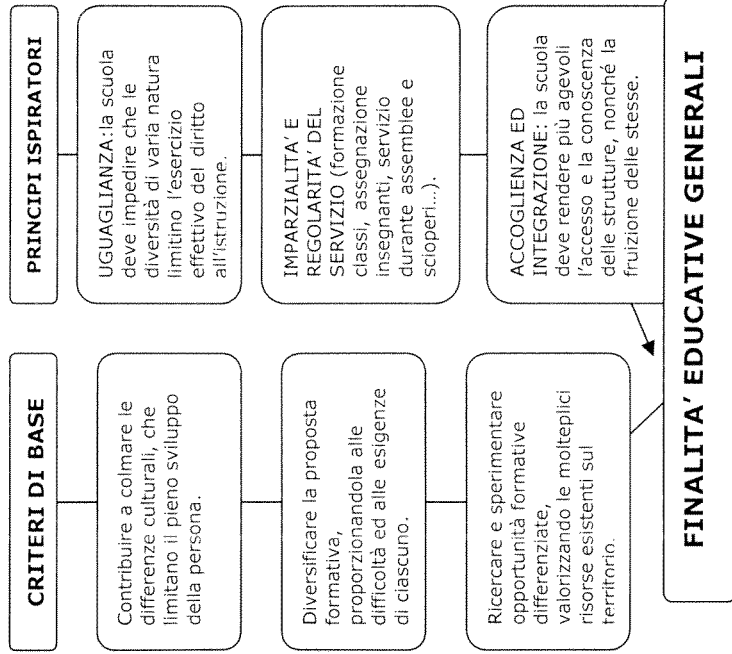 CRITERI DI BASE
Contribuire a colmare le
differenze culturali, che
limitano il pieno sviluppo
della persona.
Diversificare la proposta
formativa,
proporzionandola alle
difficoltà ed alle esigenze
di ciascuno.
Ricercare e sperimentare
opportunità formative
differenziate,
valorizzando le molteplici
risorse esistenti sul
territorio.
PRINCIPI ISPIRATORI
UGUAGLIANZA:la scuola
deve impedire che le
diversità di varia natura
limitino l'esercizio
effettivo del diritto
all'istruzione.
IMPARZIALITA' E
REGOLARITA' DEL
SERVIZIO (formazione
classi, assegnazione
insegnanti, servizio
durante assemblee e
scioperi...).
ACCOGLIENZA ED
INTEGRAZIONE: la scuola
deve rendere più agevoli
l'accesso e la conoscenza
delle strutture, nonché la
fruizione delle stesse.
FINALITA' EDUCATIVE GENERALI